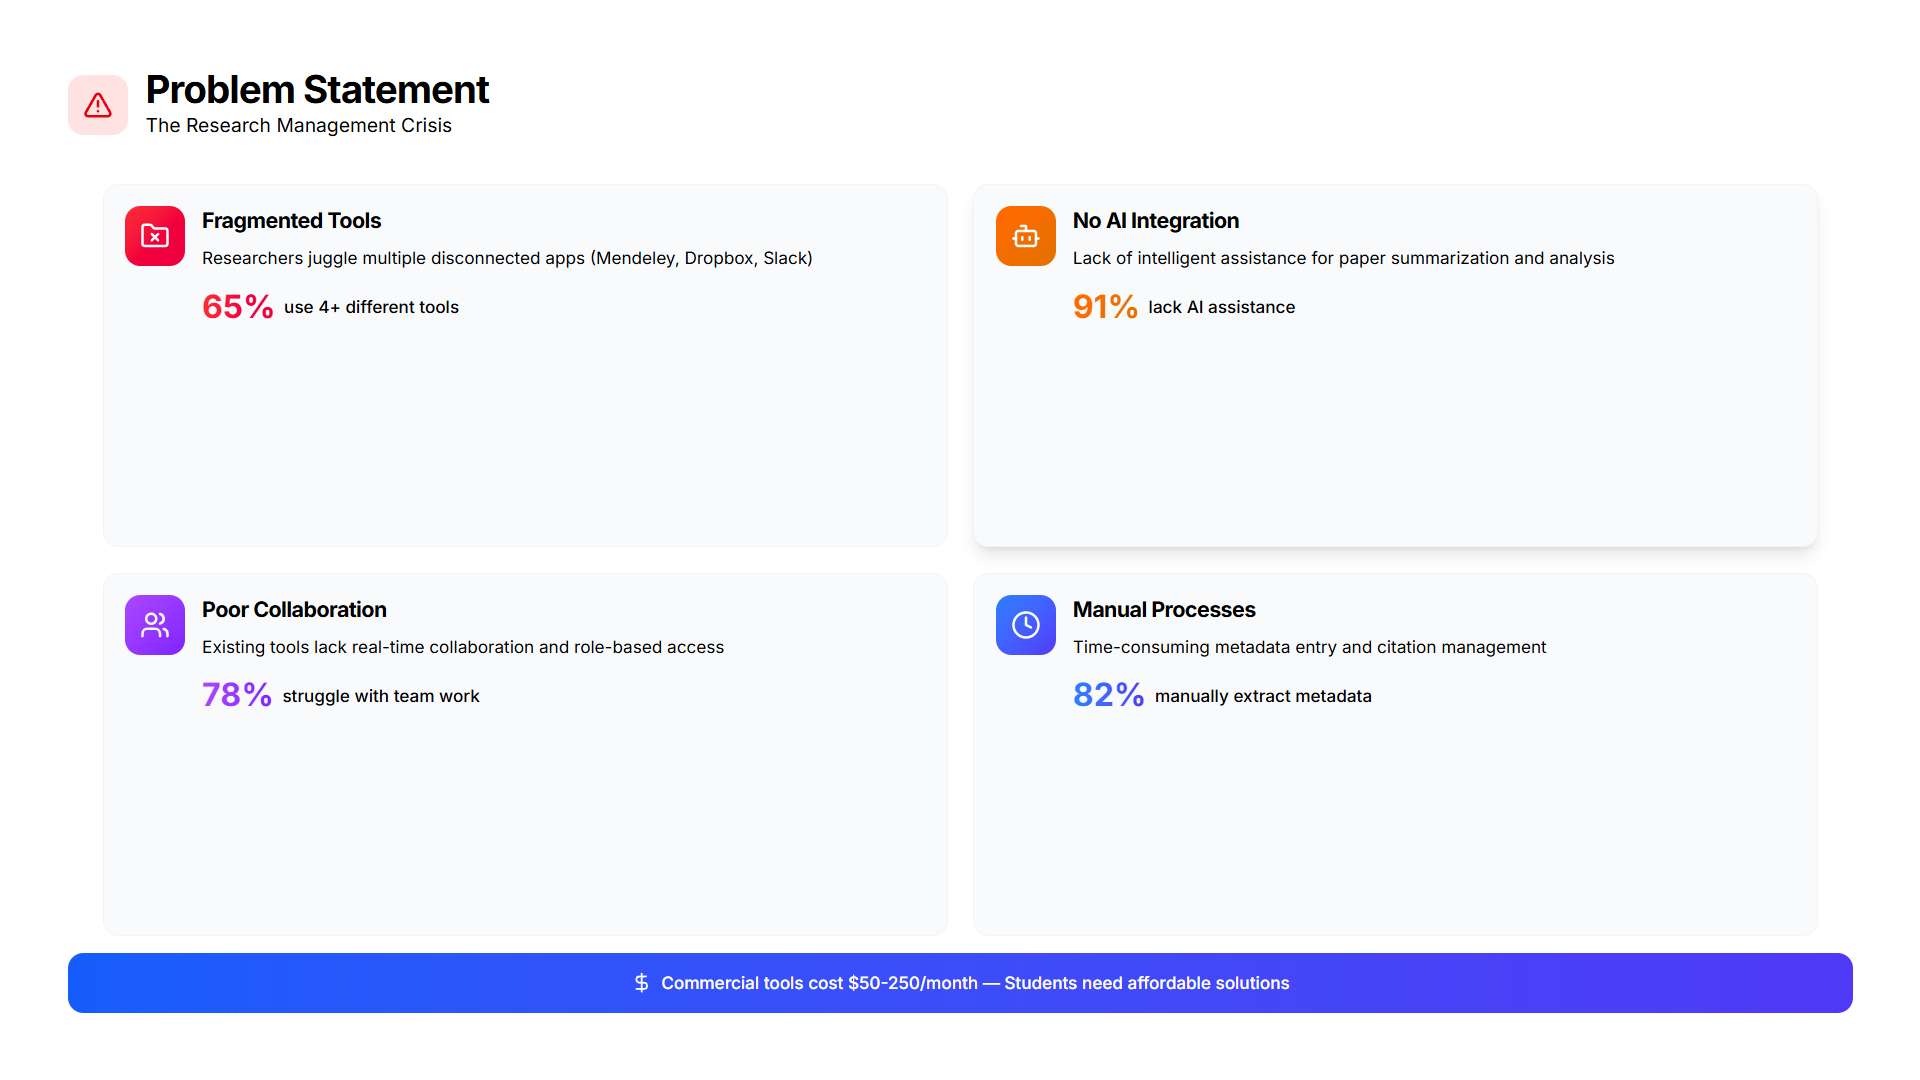 Problem Statement
The Research Management Crisis
Fragmented Tools
Researchers juggle multiple disconnected apps (Mendeley, Dropbox, Slack)
65% use 4+ different tools
No AI Integration
Lack of intelligent assistance for paper summarization and analysis
91% lack AI assistance
Poor Collaboration
Existing tools lack real-time collaboration and role-based access
78% struggle with team work
Manual Processes
Time-consuming metadata entry and citation management
82% manually extract metadata
Commercial tools cost $50-250/month — Students need affordable solutions